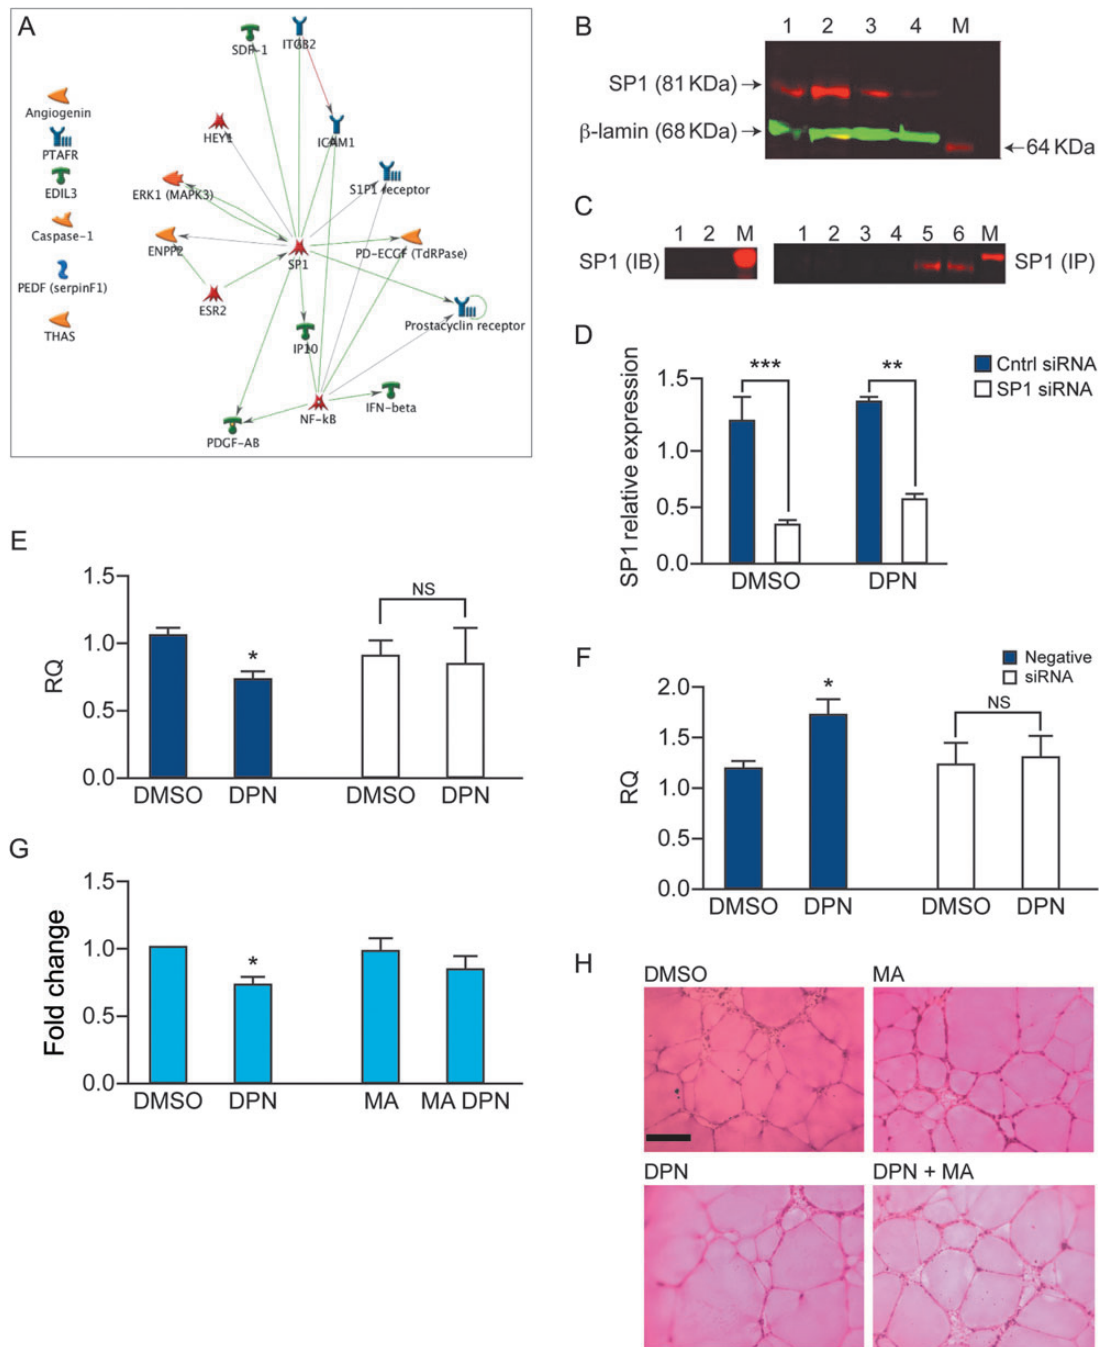 A
SDF-1
ITGB2
Angiogenin
HEY1
ICAM1
PTAFR
S1P1 receptor
EDIL3
ERK1 (MAPK3)
Caspase-1
ENPP2
SP1
PD-ECGF (TdRPase)
PEDF (serpinF1)
ESR2
Prostacyclin receptor
THAS
IP10
NF-kB
IFN-beta
PDGF-AB
B
1 2 3 4 M
SP1 (81 KDa)
β-lamin (68 KDa)
64 KDa
C
1 2 M 1 2 3 4 5 6 M
SP1 (IB) SP1 (IP)
D
Cntrl siRNA
SP1 siRNA
SP1 relative expression
1.5
1.0
0.5
0.0
*** **
DMSO DPN
E
RQ
1.5
1.0
0.5
0.0
*
NS
DMSO DPN DMSO DPN
F
Negative
siRNA
RQ
2.0
1.5
1.0
0.5
0.0
*
NS
DMSO DPN DMSO DPN
G
Fold change
1.5
1.0
0.5
0.0
*
DMSO DPN MA MA DPN
H
DMSO MA
DPN DPN + MA